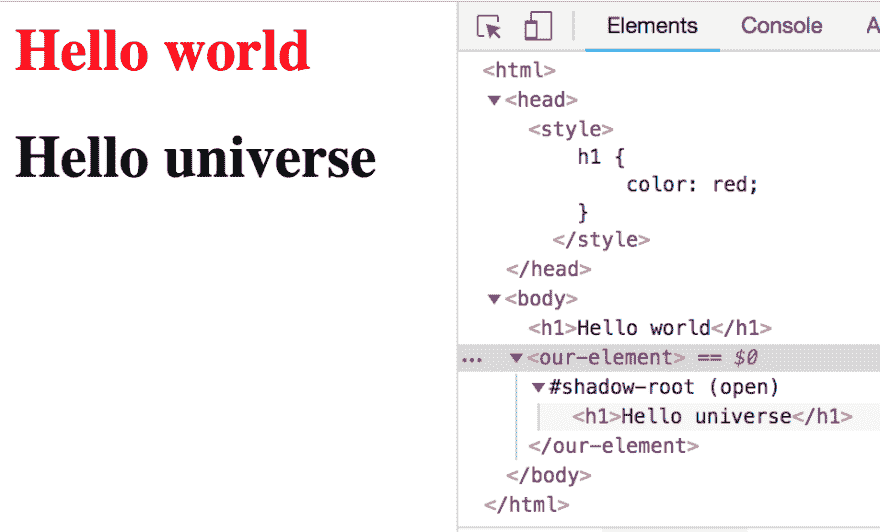 Hello world
Hello universe
Elements Console A
<html>
▼<head>
<style>
h1 {
color: red;
}
</style>
</head>
▼<body>
<h1>Hello world</h1>
… ▼<our-element> == $0
▼#shadow-root (open)
<h1>Hello universe</h1>
</our-element>
</body>
</html>